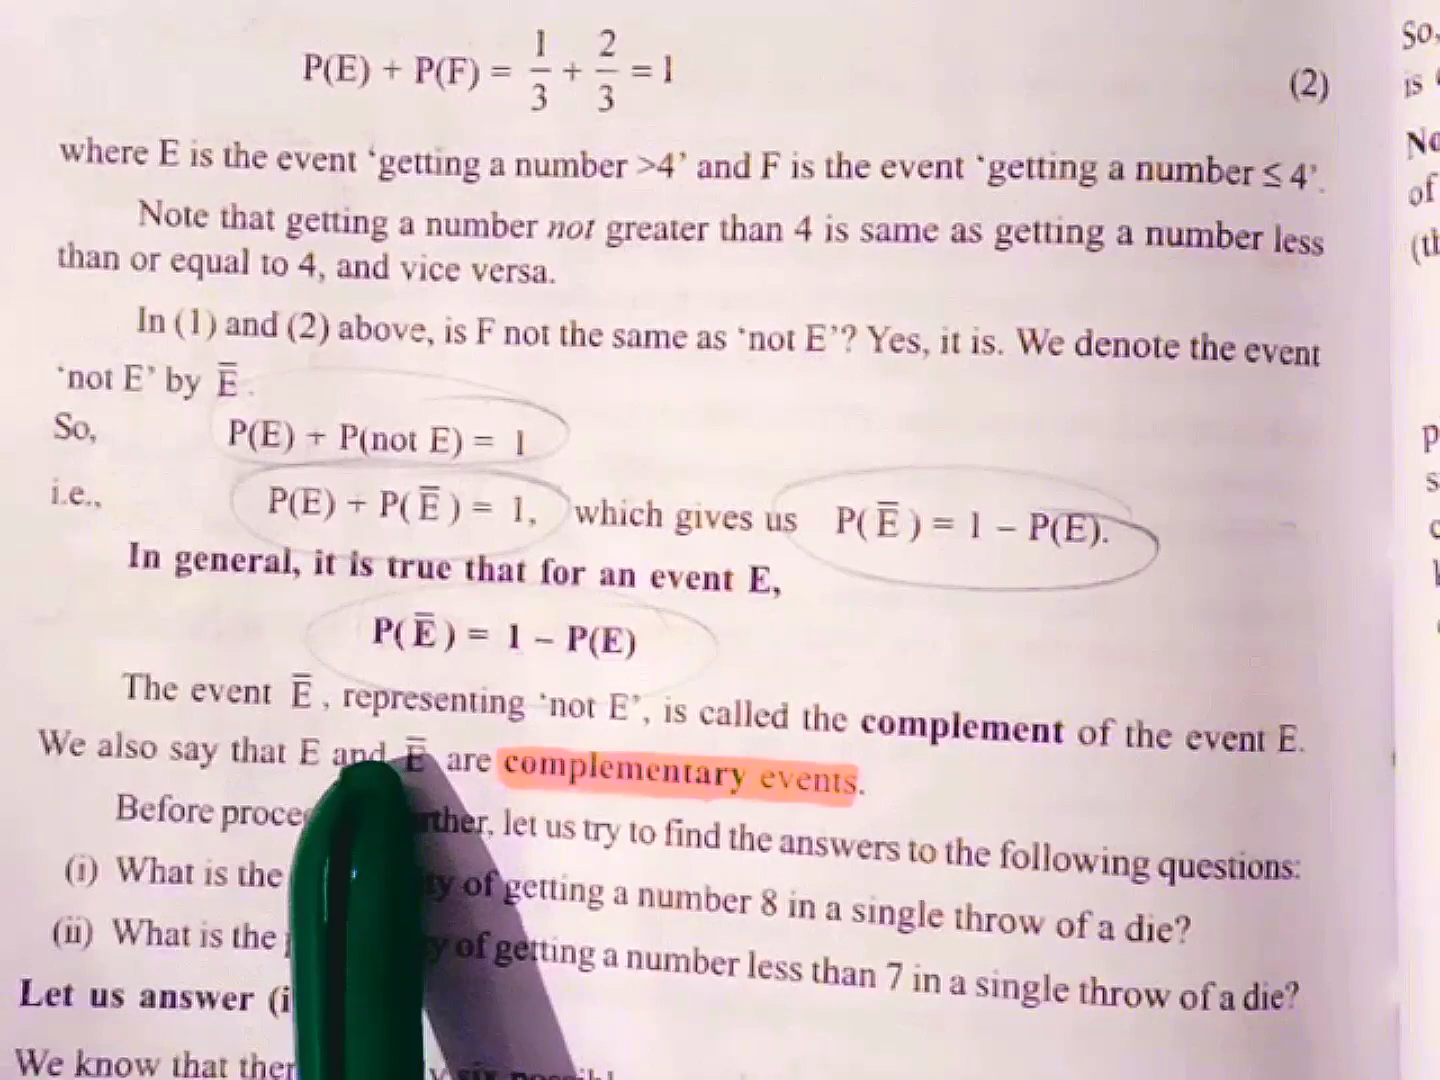 P(E) + P(F) = 1/3 + 2/3 = 1 (2)
where E is the event ‘getting a number >4’ and F is the event ‘getting a number ≤ 4’.
Note that getting a number not greater than 4 is same as getting a number less
than or equal to 4, and vice versa.
In (1) and (2) above, is F not the same as ‘not E’? Yes, it is. We denote the event
‘not E’ by E̅.
So, P(E) + P(not E) = 1
i.e., P(E) + P(E̅) = 1, which gives us P(E̅) = 1 – P(E).
In general, it is true that for an event E,
P(E̅) = 1 – P(E)
The event E̅, representing ‘not E’, is called the complement of the event E.
We also say that E and E̅ are complementary events.
Before let us try to find the answers to the following questions:
(i) What is the of getting a number 8 in a single throw of a die?
(ii) What is the of getting a number less than 7 in a single throw of a die?
Let us answer (i
We know that six
So,
is
of